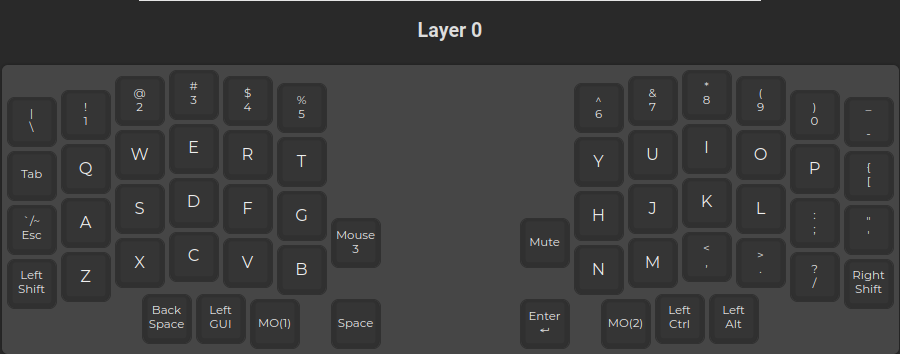 Layer 0
|
\
!
1
@
2
#
3
$
4
%
5
^
6
&
7
*
8
(
9
)
0
_
-
Tab
Q
W
E
R
T
Y
U
I
O
P
{
[
`/~
Esc
A
S
D
F
G
Mouse
3
Mute
H
J
K
L
:
;
"
'
Left
Shift
Z
X
C
V
B
N
M
<
,
>
.
?
/
Right
Shift
Back
Space
Left
GUI
MO(1)
Space
Enter
↵
MO(2)
Left
Ctrl
Left
Alt